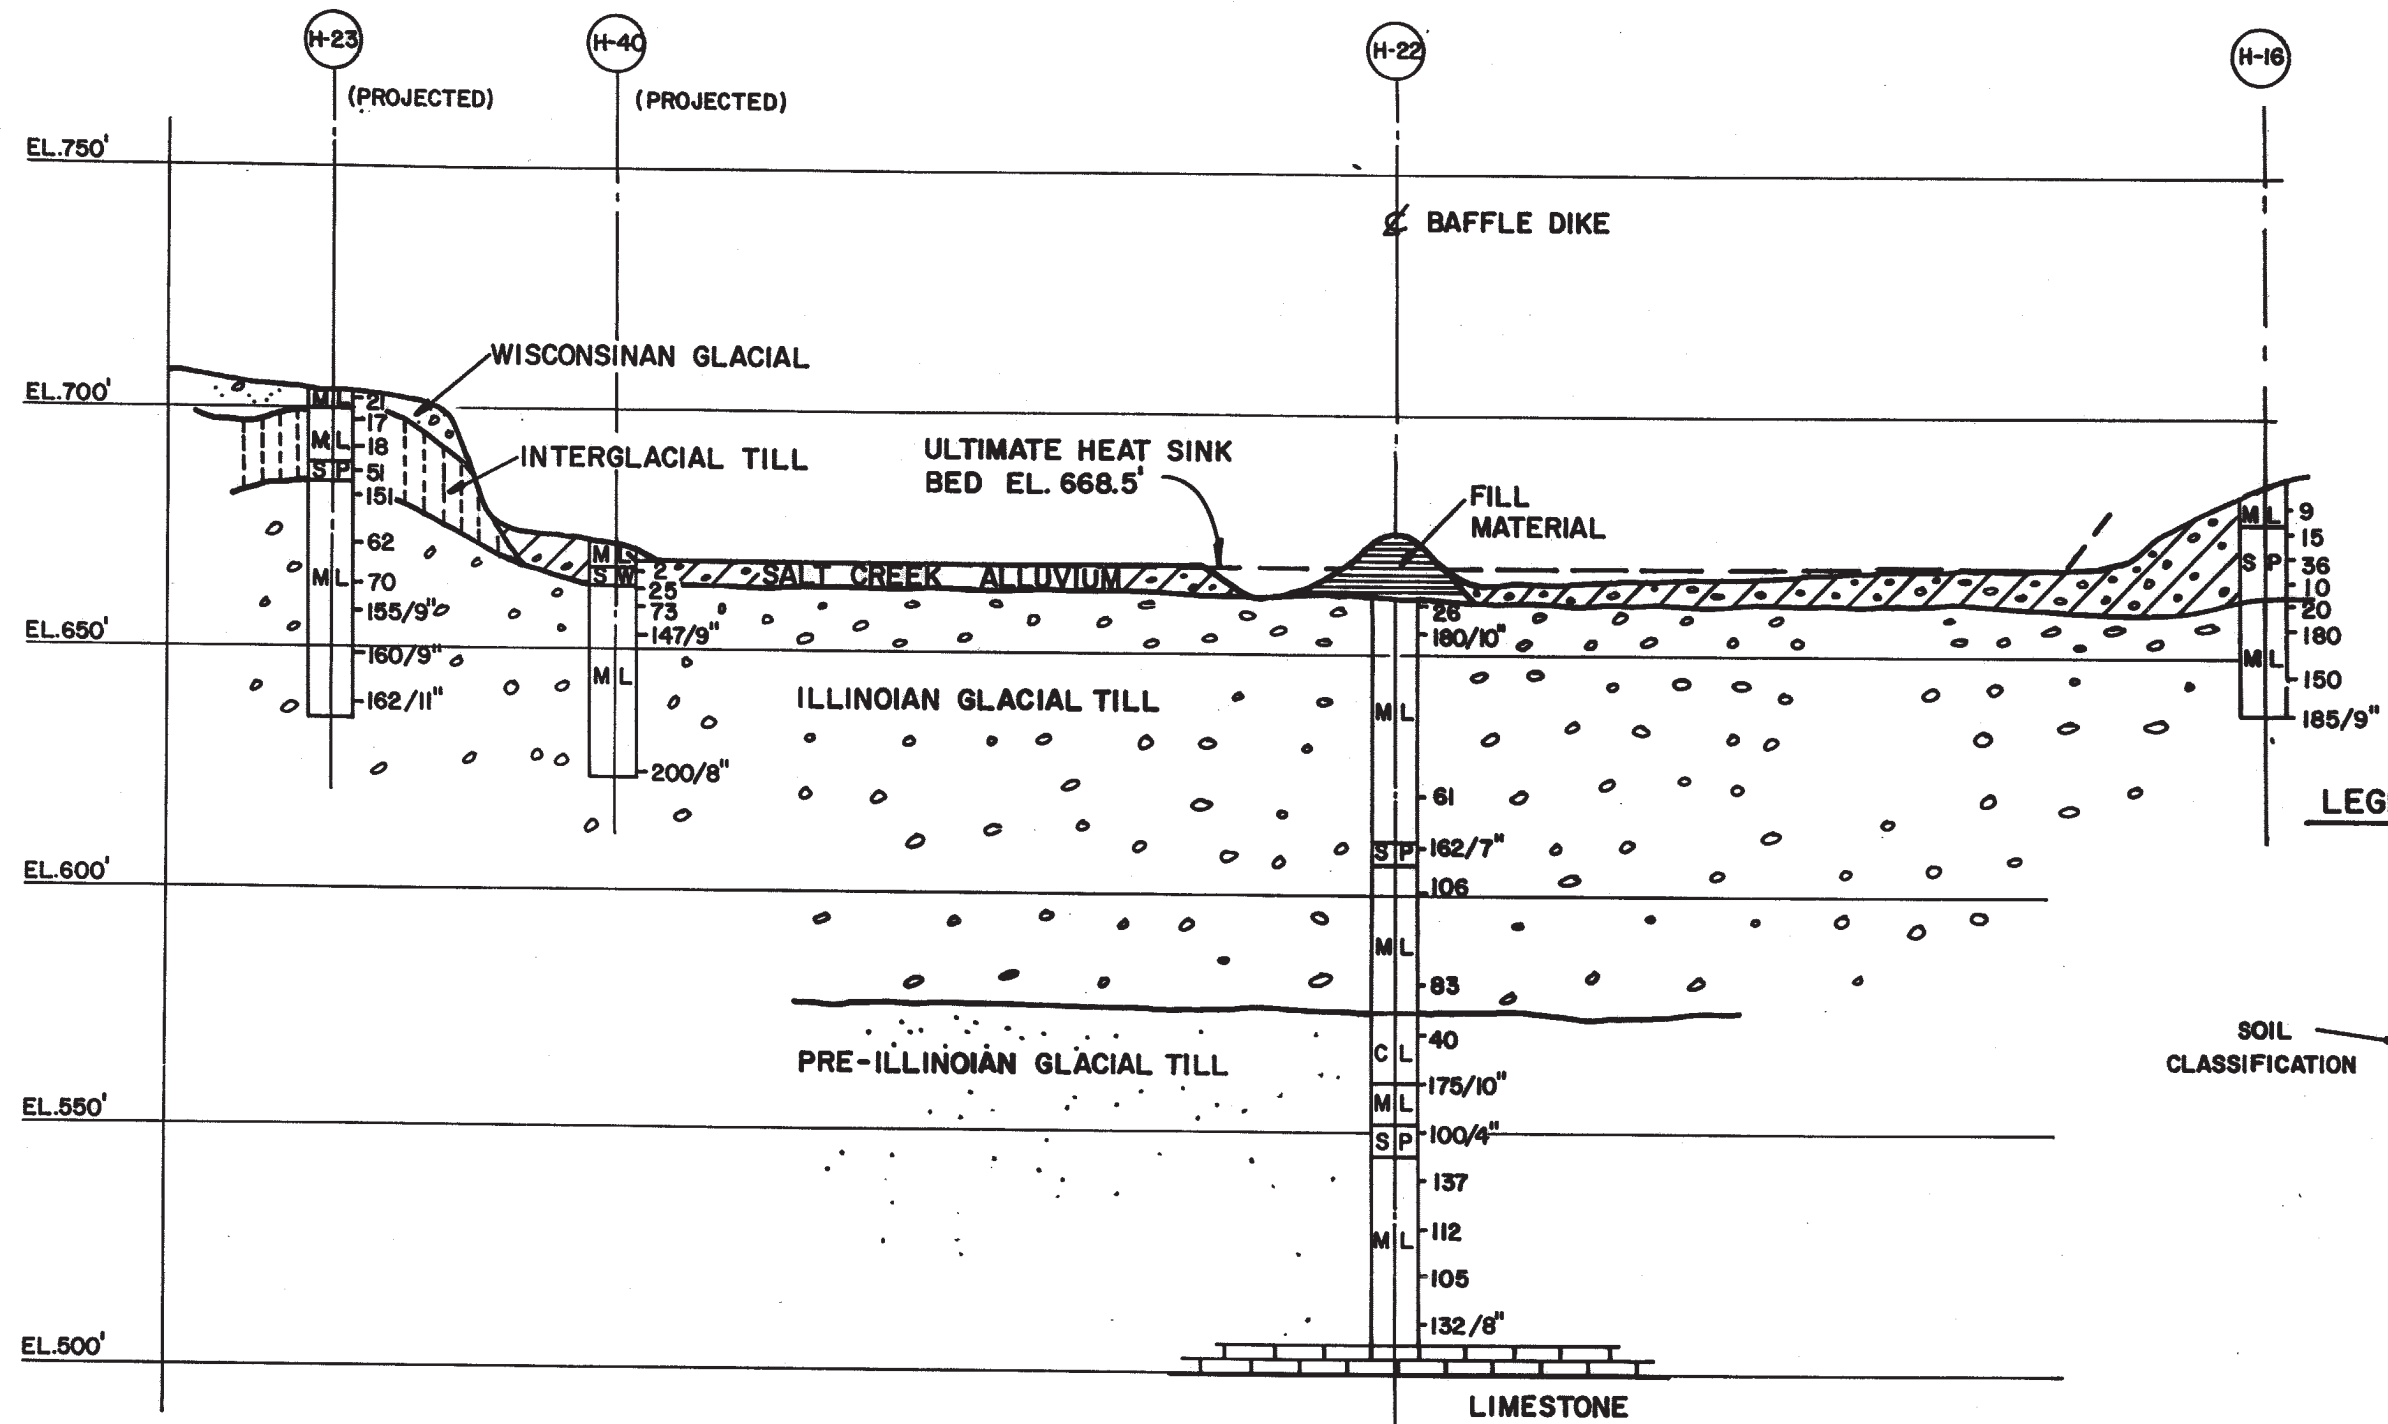 H-23
H-40
H-22
H-16
(PROJECTED)
(PROJECTED)
EL.750'
℄ BAFFLE DIKE
WISCONSINAN GLACIAL
EL.700'
INTERGLACIAL TILL
ULTIMATE HEAT SINK
BED EL. 668.5'
FILL
MATERIAL
SALT CREEK ALLUVIUM
EL.650'
ILLINOIAN GLACIAL TILL
EL.600'
PRE-ILLINOIAN GLACIAL TILL
EL.550'
EL.500'
LIMESTONE
ML
21
17
ML
18
SP
51
151
62
ML
70
155/9"
160/9"
162/11"
ML
2
SW
25
73
147/9"
ML
200/8"
26
180/10"
ML
61
SP
162/7"
106
ML
83
40
CL
175/10"
ML
SP
100/4"
137
112
ML
105
132/8"
ML
9
15
SP
36
10
20
180
ML
150
185/9"
LEG
SOIL
CLASSIFICATION